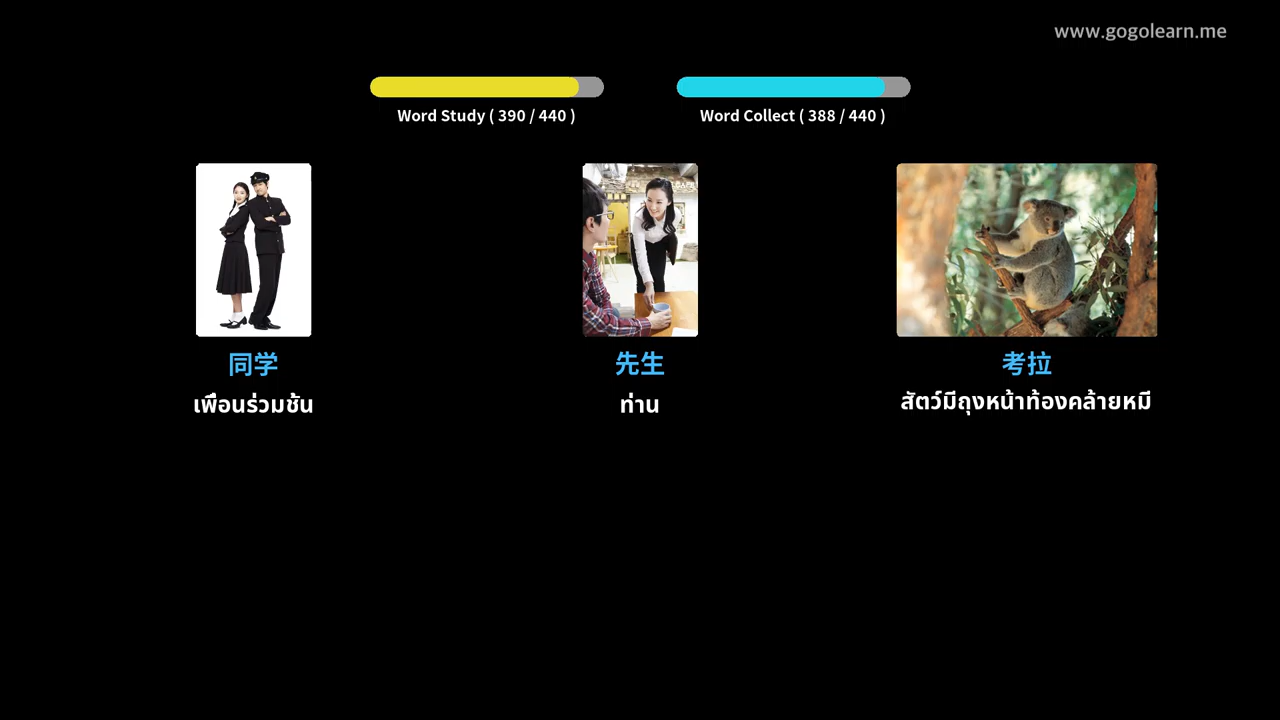 www.gogolearn.me
Word Study ( 390 / 440 )
Word Collect ( 388 / 440 )
同学
先生
考拉
เพื่อนร่วมชั้น
ท่าน
สัตว์มีถุงหน้าท้องคล้ายหมี